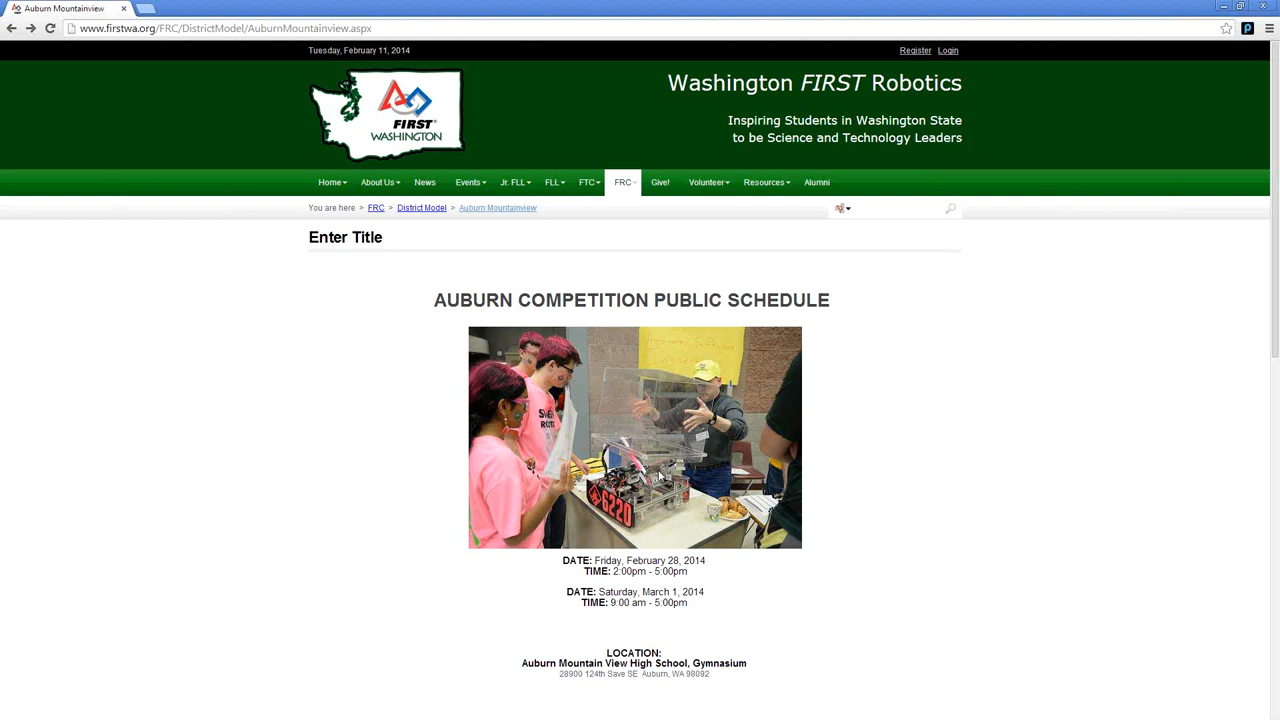 Auburn Mountainview
www.firstwa.org/FRC/DistrictModel/AuburnMountainview.aspx
Tuesday, February 11, 2014
Register Login
FIRST
WASHINGTON
Washington FIRST Robotics
Inspiring Students in Washington State
to be Science and Technology Leaders
Home About Us News Events Jr. FLL FLL FTC FRC Give! Volunteer Resources Alumni
You are here > FRC > District Model > Auburn Mountainview
Enter Title
AUBURN COMPETITION PUBLIC SCHEDULE
6220
DATE: Friday, February 28, 2014
TIME: 2:00pm - 5:00pm
DATE: Saturday, March 1, 2014
TIME: 9:00 am - 5:00pm
LOCATION:
Auburn Mountain View High School, Gymnasium
28900 124th Save SE Auburn, WA 98092